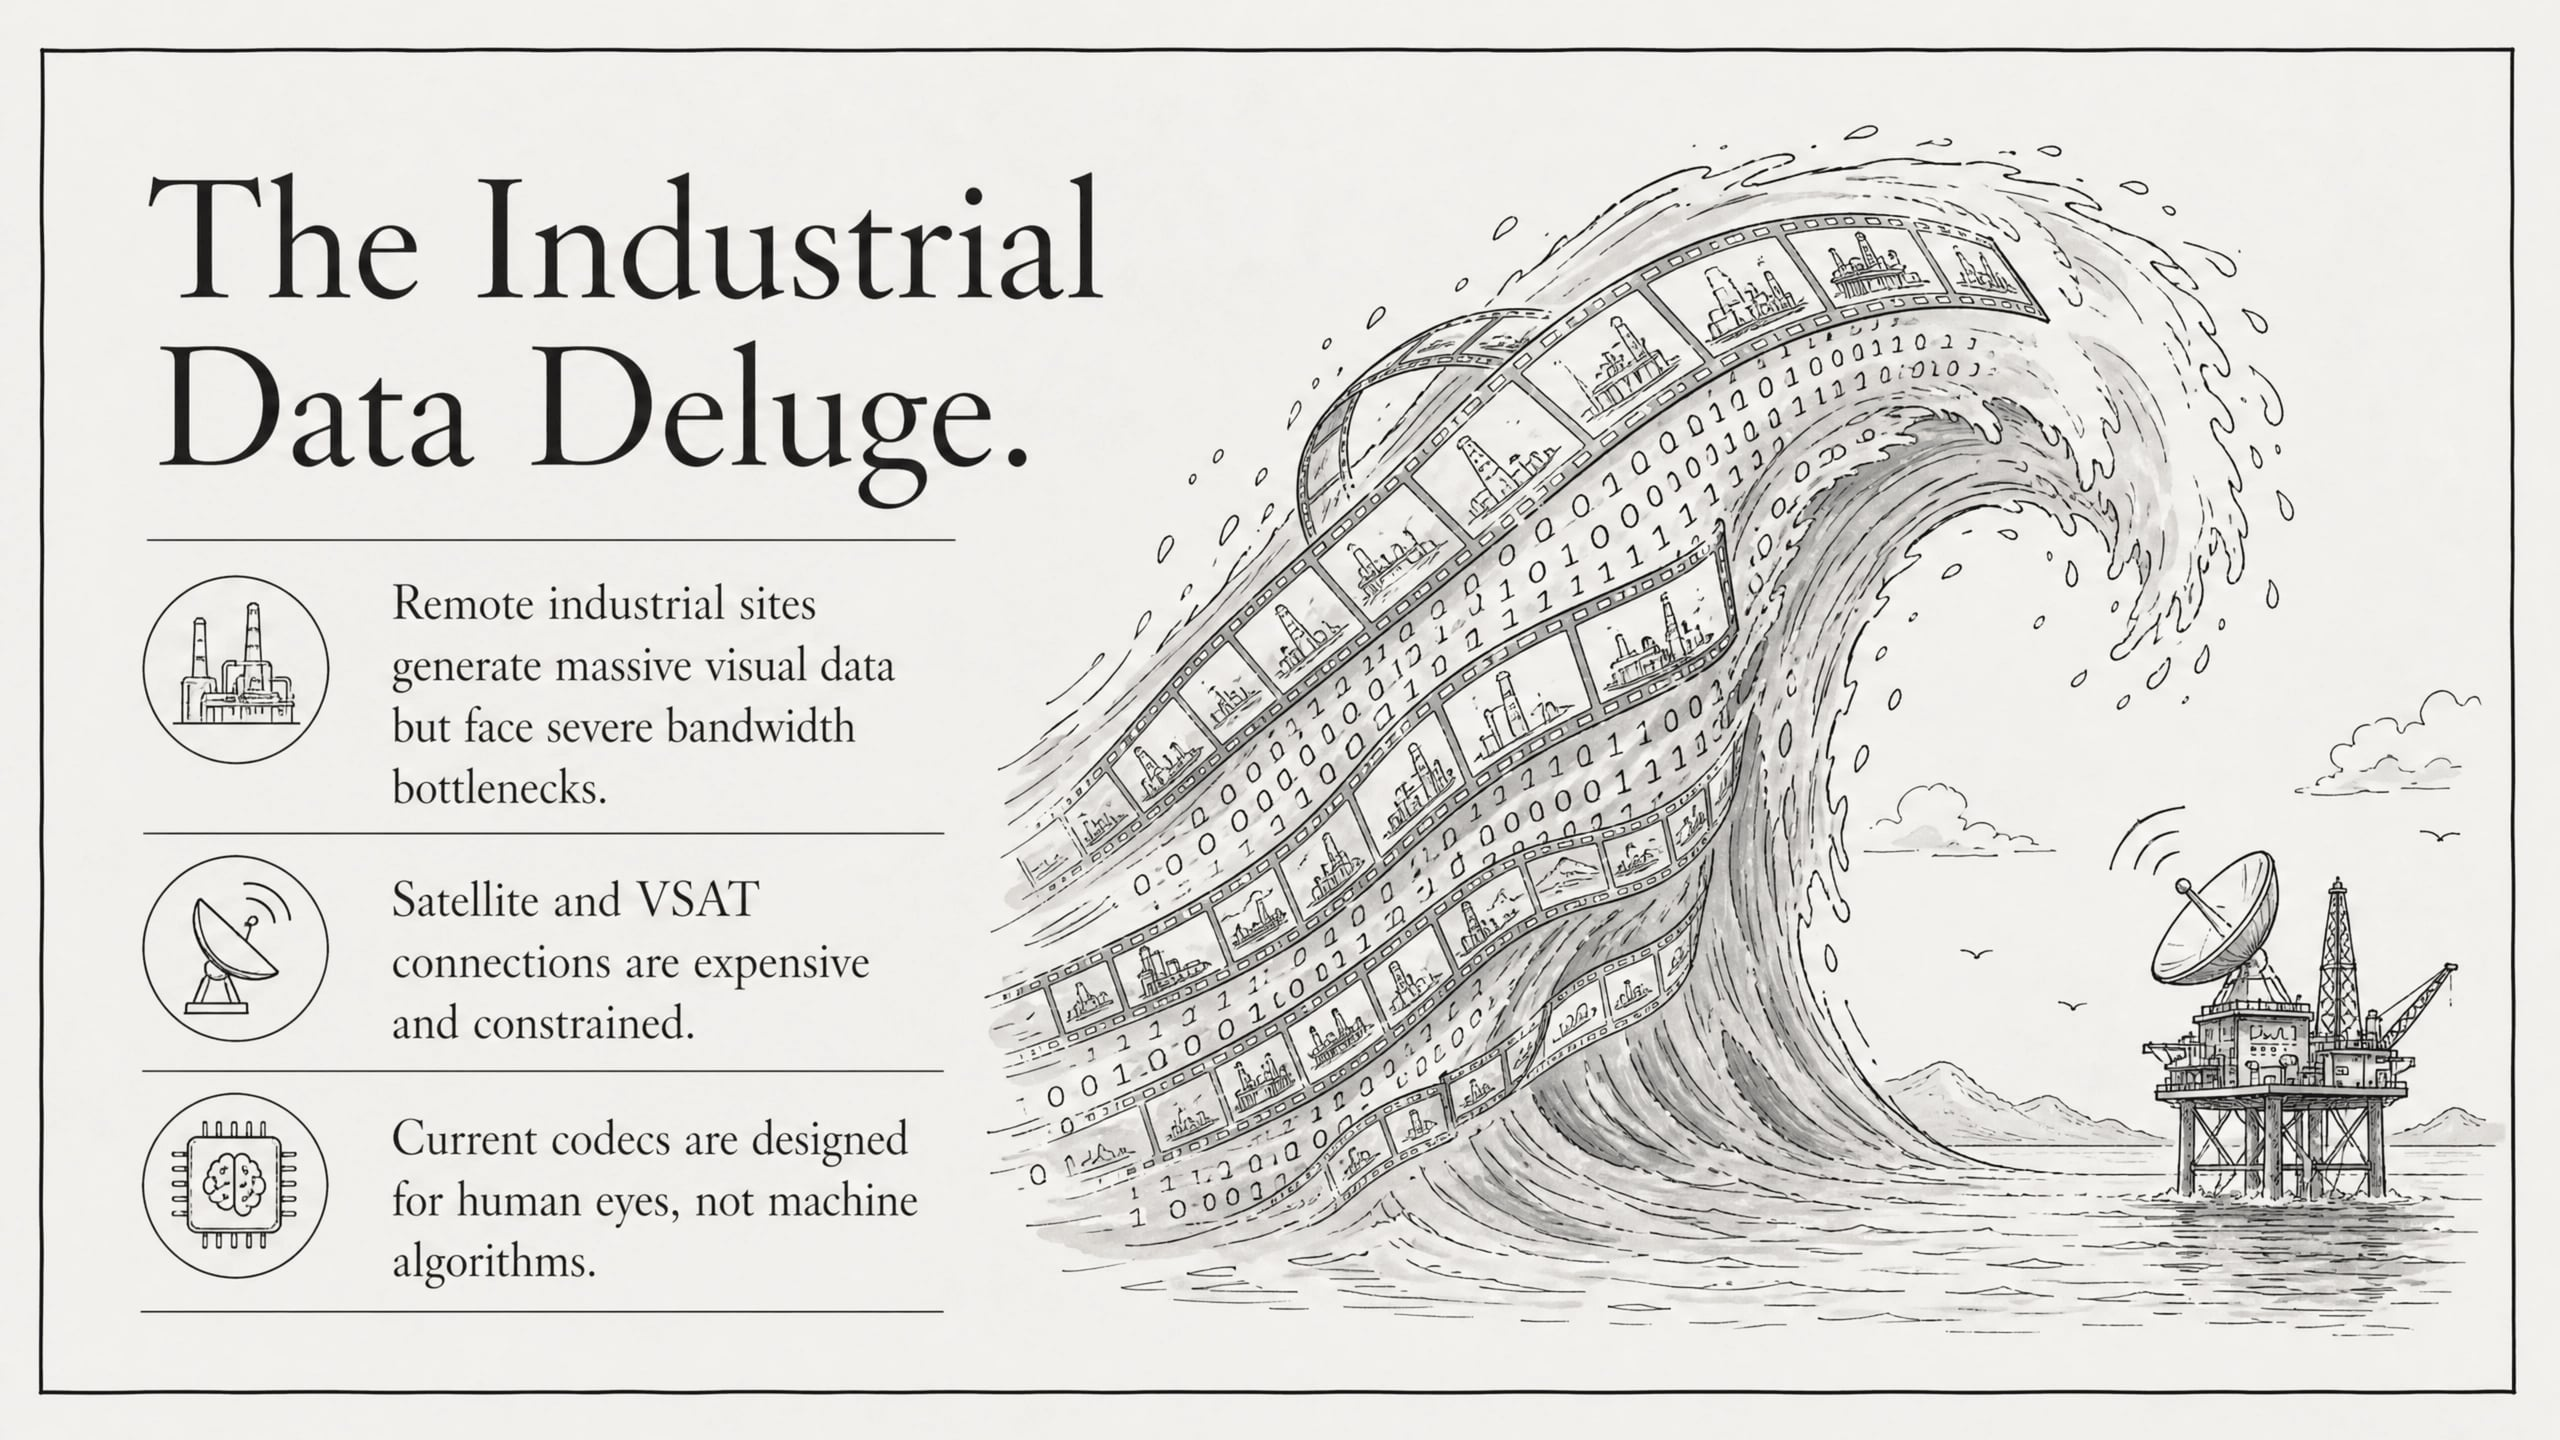 The Industrial
Data Deluge.
Remote industrial sites
generate massive visual data
but face severe bandwidth
bottlenecks.
Satellite and VSAT
connections are expensive
and constrained.
Current codecs are designed
for human eyes, not machine
algorithms.